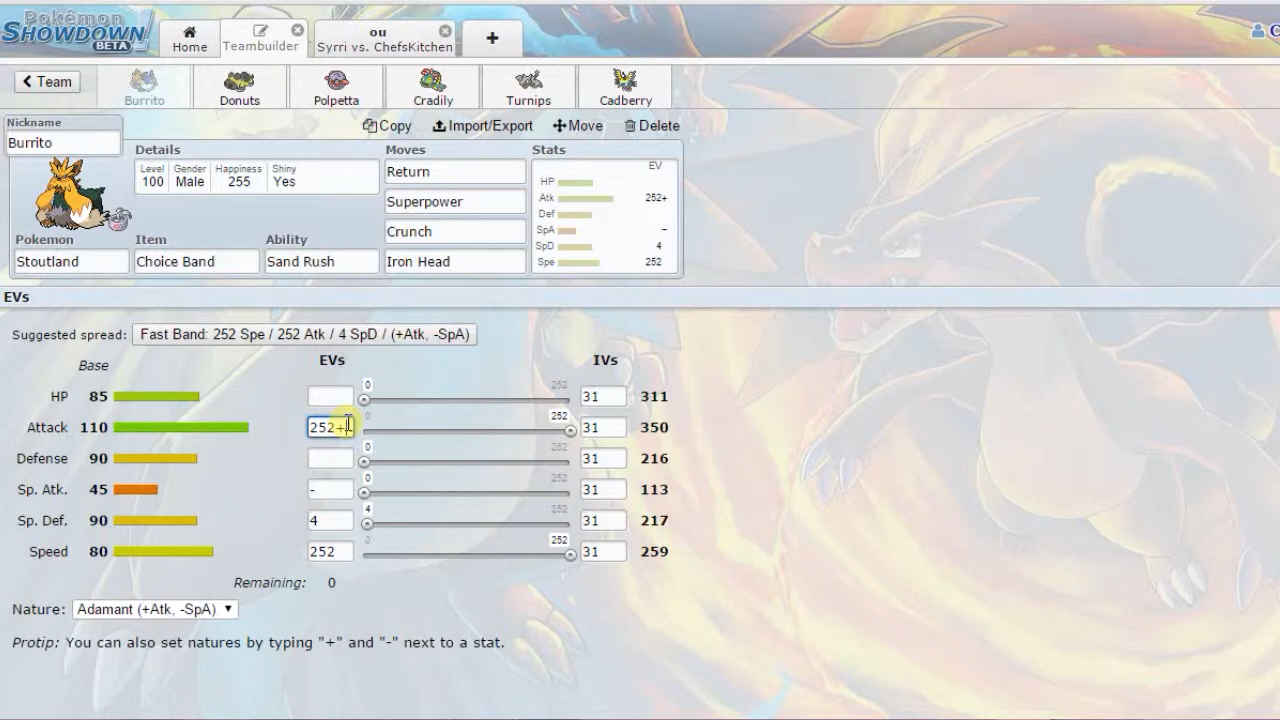 Pokémon
SHOWDOWN
BETA
Home
Teambuilder
ou
Syrri vs. ChefsKitchen
+
Team
Burrito
Donuts
Polpetta
Cradily
Turnips
Cadberry
Nickname
Burrito
Copy
Import/Export
Move
Delete
Details
Level Gender Happiness Shiny
100 Male 255 Yes
Pokemon
Stoutland
Item
Choice Band
Ability
Sand Rush
Moves
Return
Superpower
Crunch
Iron Head
Stats
EV
HP
Atk 252+
Def
SpA -
SpD 4
Spe 252
EVs
Suggested spread: Fast Band: 252 Spe / 252 Atk / 4 SpD / (+Atk, -SpA)
Base EVs IVs
HP 85 0 252 31 311
Attack 110 252+ 0 252 31 350
Defense 90 0 252 31 216
Sp. Atk. 45 - 0 252 31 113
Sp. Def. 90 4 4 252 31 217
Speed 80 252 0 252 31 259
Remaining: 0
Nature: Adamant (+Atk, -SpA)
Protip: You can also set natures by typing "+" and "-" next to a stat.